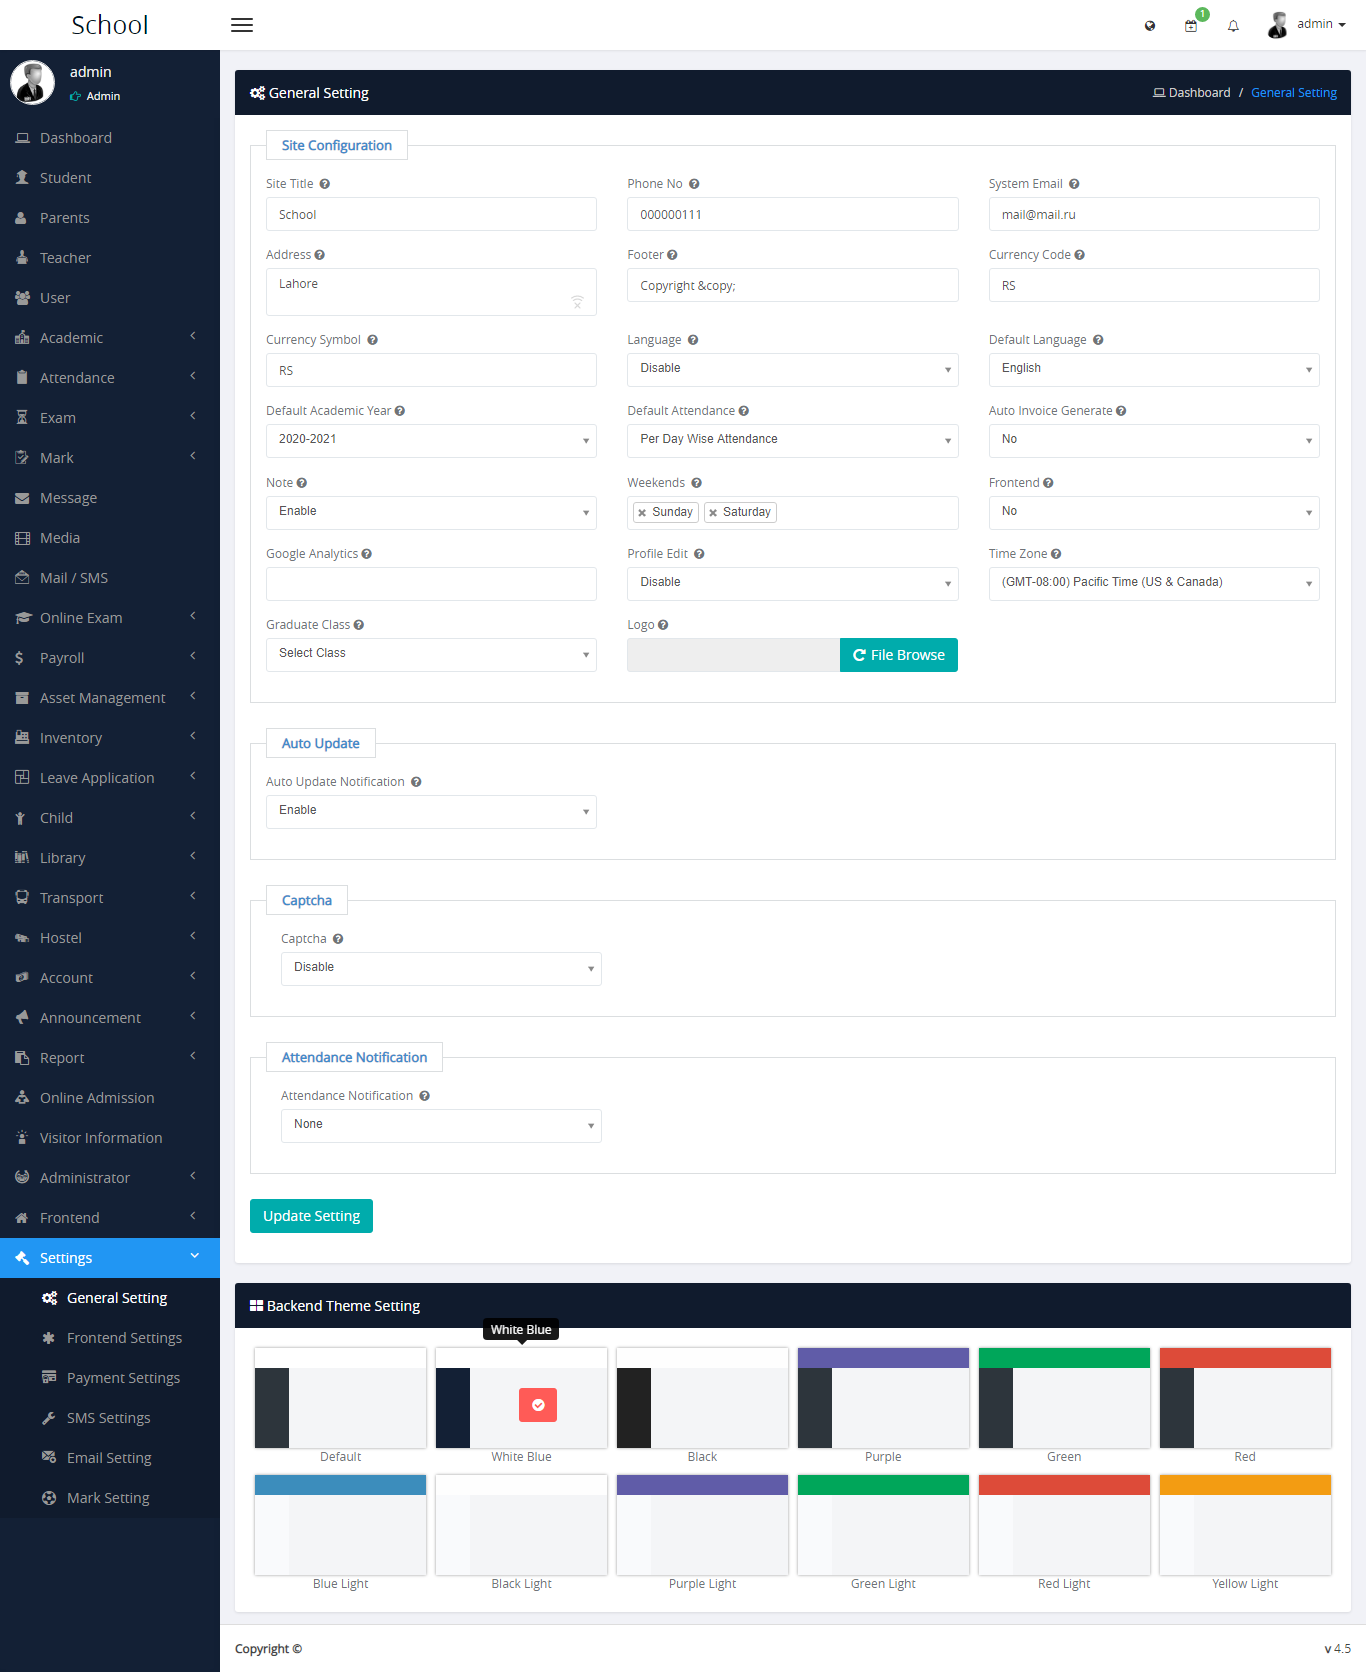 School
1
admin
admin
Admin
Dashboard
Student
Parents
Teacher
User
Academic
Attendance
Exam
Mark
Message
Media
Mail / SMS
Online Exam
Payroll
Asset Management
Inventory
Leave Application
Child
Library
Transport
Hostel
Account
Announcement
Report
Online Admission
Visitor Information
Administrator
Frontend
Settings
General Setting
Frontend Settings
Payment Settings
SMS Settings
Email Setting
Mark Setting
General Setting
Dashboard / General Setting
Site Configuration
Site Title Phone No System Email
School 000000111 mail@mail.ru
Address Footer Currency Code
Lahore Copyright &copy; RS
Currency Symbol Language Default Language
RS Disable English
Default Academic Year Default Attendance Auto Invoice Generate
2020-2021 Per Day Wise Attendance No
Note Weekends Frontend
Enable × Sunday × Saturday No
Google Analytics Profile Edit Time Zone
Disable (GMT-08:00) Pacific Time (US & Canada)
Graduate Class Logo
Select Class File Browse
Auto Update
Auto Update Notification
Enable
Captcha
Captcha
Disable
Attendance Notification
Attendance Notification
None
Update Setting
Backend Theme Setting
White Blue
Default White Blue Black Purple Green Red
Blue Light Black Light Purple Light Green Light Red Light Yellow Light
Copyright © v 4.5